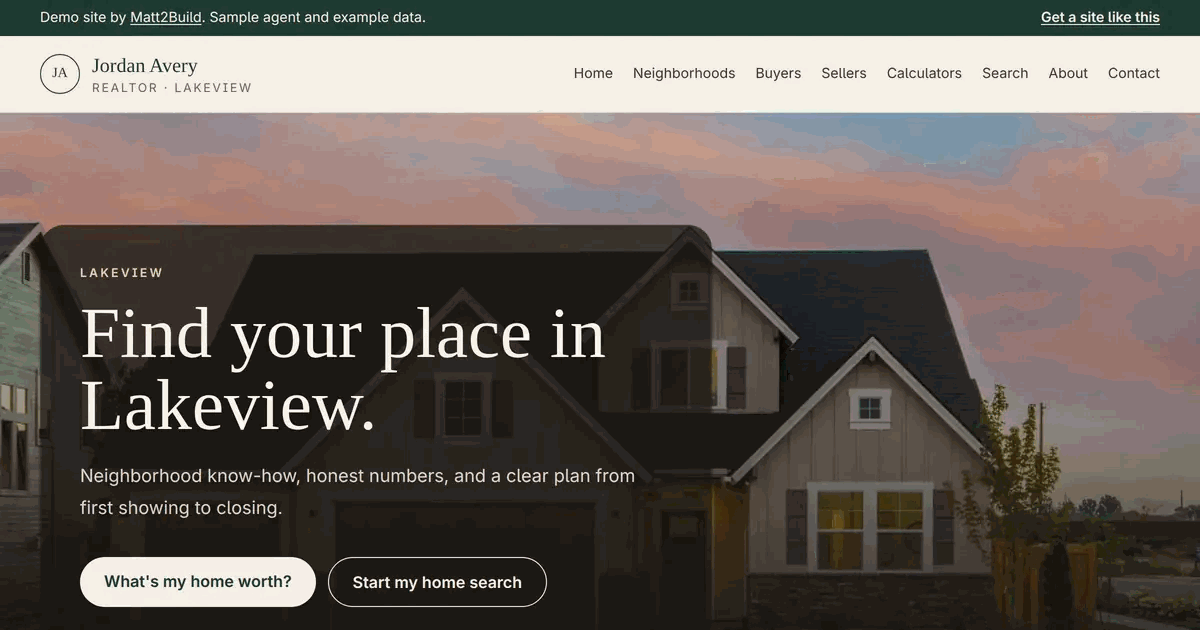 Demo site by Matt2Build. Sample agent and example data.
Get a site like this
JA
Jordan Avery
REALTOR · LAKEVIEW
Home
Neighborhoods
Buyers
Sellers
Calculators
Search
About
Contact
LAKEVIEW
Find your place in
Lakeview.
Neighborhood know-how, honest numbers, and a clear plan from
first showing to closing.
What's my home worth?
Start my home search